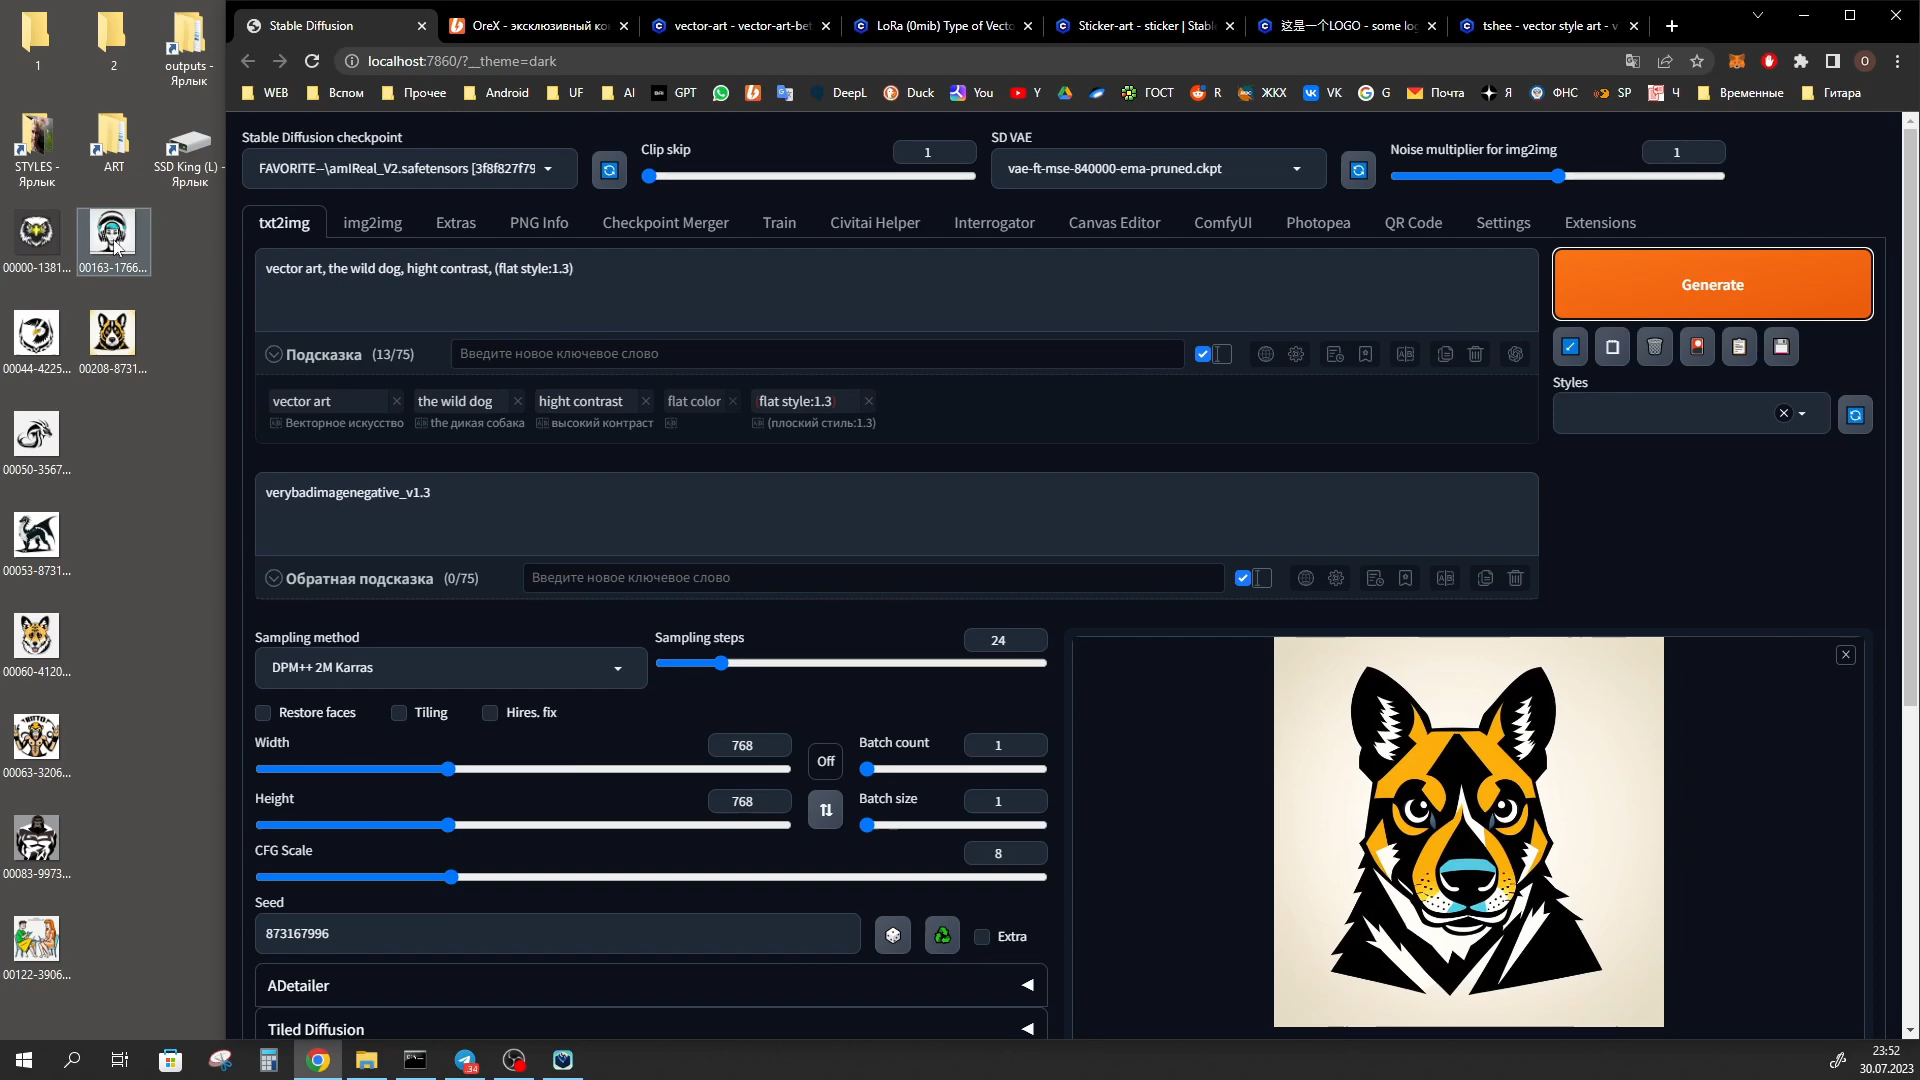 1
2
outputs -
Ярлык
STYLES -
Ярлык
ART
SSD King (L) -
Ярлык
00000-1381...
00163-1766...
00044-4225...
00208-8731...
00050-3567...
00053-8731...
00060-4120...
00063-3206...
00083-9973...
00122-3906...
Stable Diffusion
OreX - эксклюзивный ко
vector-art - vector-art-bet
LoRa (0mib) Type of Vecto
Sticker-art - sticker | Stabl
这是一个LOGO - some log
tshee - vector style art - v
localhost:7860/?__theme=dark
WEB
Вспом
Прочее
Android
UF
AI
GPT
DeepL
Duck
You
Y
ГОСТ
R
ЖКХ
VK
G
Почта
Я
ФНС
SP
Ч
Временные
Гитара
Stable Diffusion checkpoint
FAVORITE--\amIReal_V2.safetensors [3f8f827f79
Clip skip
1
SD VAE
vae-ft-mse-840000-ema-pruned.ckpt
Noise multiplier for img2img
1
txt2img
img2img
Extras
PNG Info
Checkpoint Merger
Train
Civitai Helper
Interrogator
Canvas Editor
ComfyUI
Photopea
QR Code
Settings
Extensions
vector art, the wild dog, hight contrast, (flat style:1.3)
Generate
Подсказка (13/75)
Введите новое ключевое слово
Styles
vector art
the wild dog
hight contrast
flat color
(flat style:1.3)
Векторное искусство
the дикая собака
высокий контраст
(плоский стиль:1.3)
verybadimagenegative_v1.3
Обратная подсказка (0/75)
Введите новое ключевое слово
Sampling method
DPM++ 2M Karras
Sampling steps
24
Restore faces
Tiling
Hires. fix
Width
768
Off
Batch count
1
Height
768
Batch size
1
CFG Scale
8
Seed
873167996
Extra
ADetailer
Tiled Diffusion
34
23:52
30.07.2023